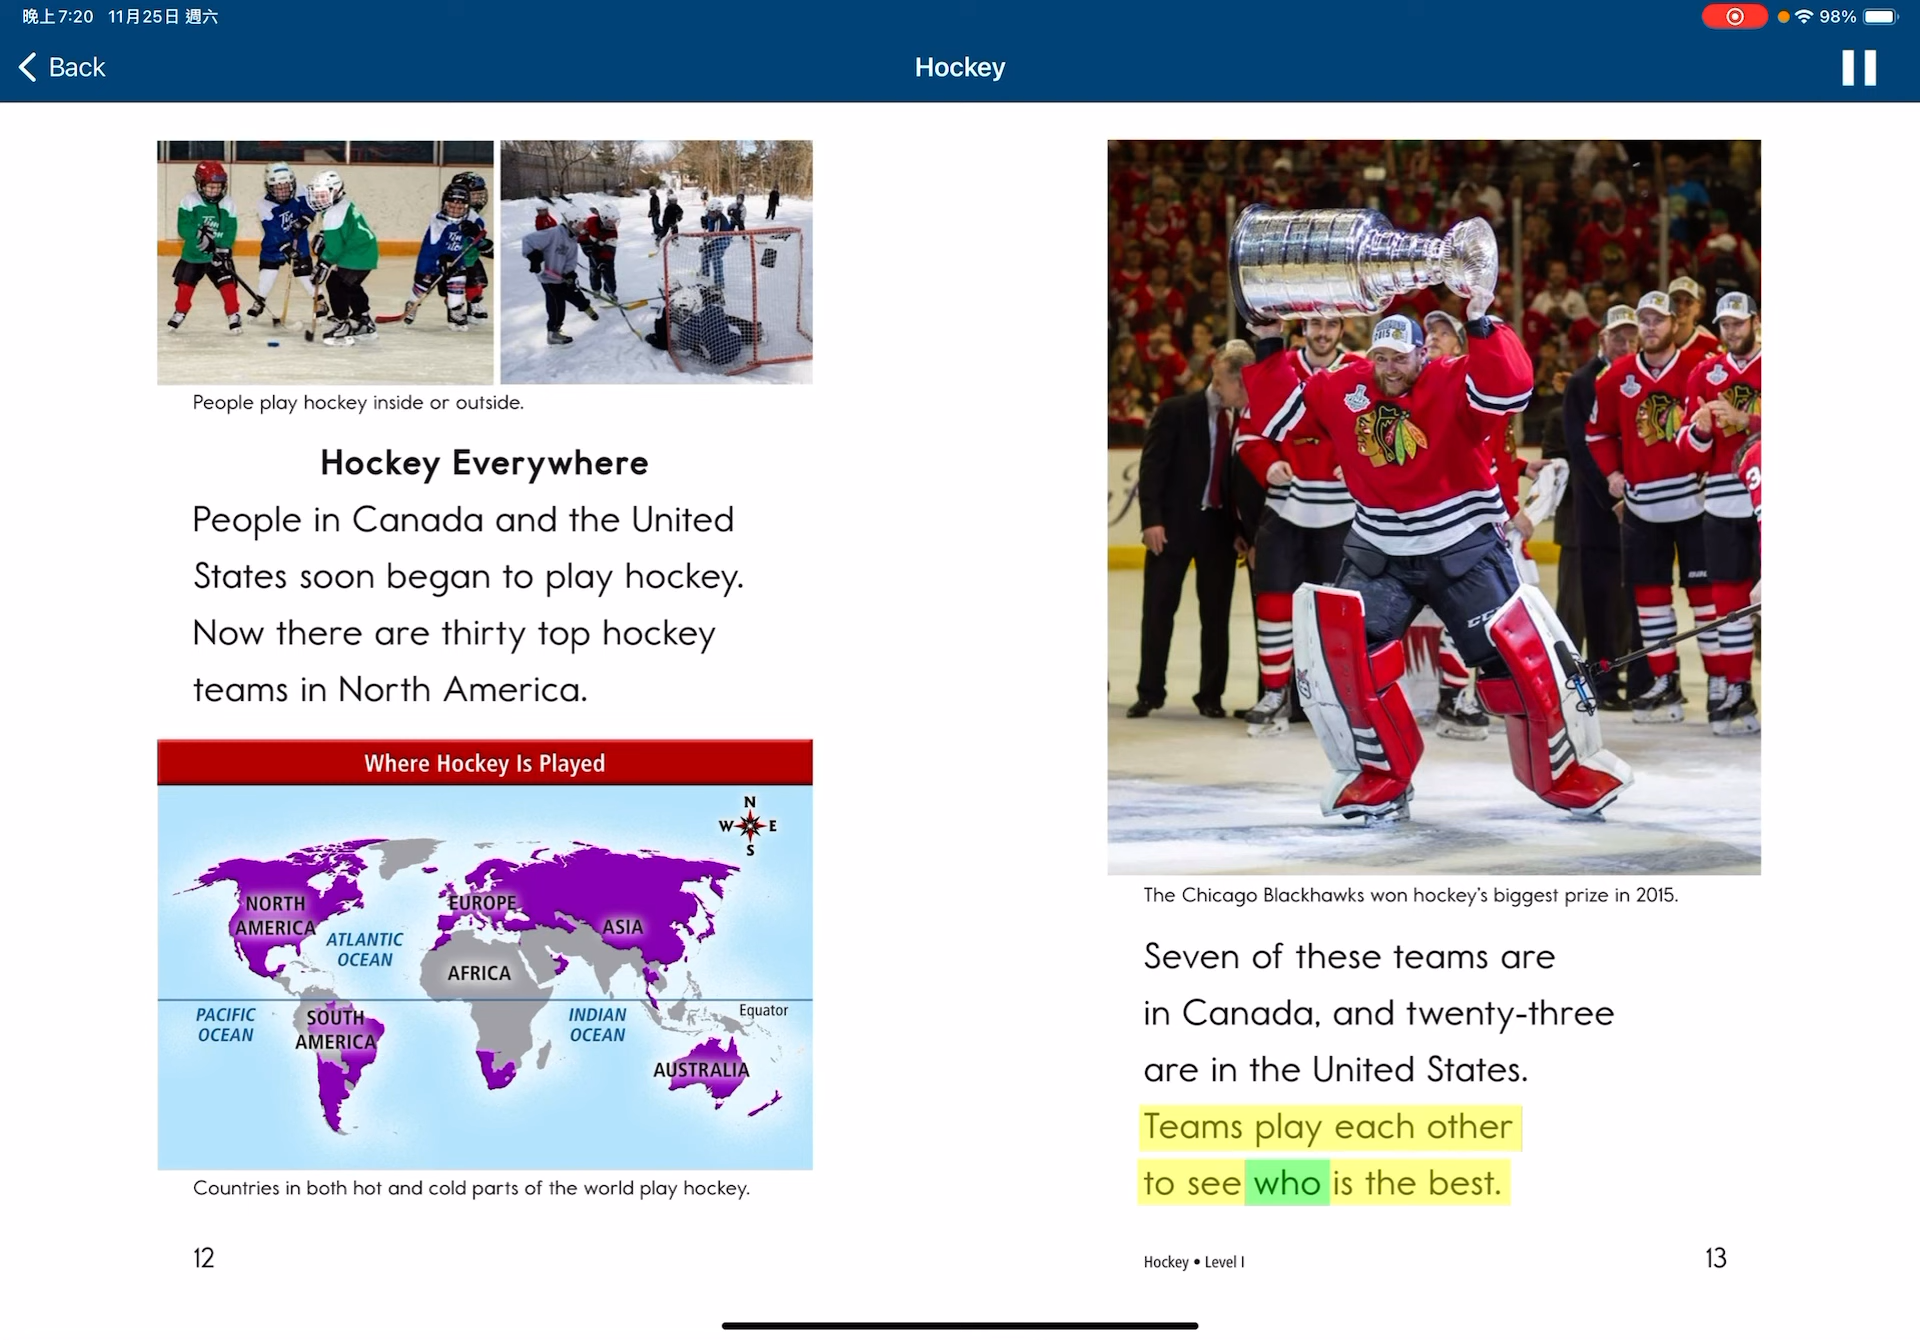 晚上7:20 11月25日 週六
98%
Back
Hockey
People play hockey inside or outside.
Hockey Everywhere
People in Canada and the United
States soon began to play hockey.
Now there are thirty top hockey
teams in North America.
Where Hockey Is Played
N
W E
S
NORTH
AMERICA
EUROPE
ASIA
ATLANTIC
OCEAN
AFRICA
PACIFIC
OCEAN
SOUTH
AMERICA
INDIAN
OCEAN
Equator
AUSTRALIA
Countries in both hot and cold parts of the world play hockey.
12
The Chicago Blackhawks won hockey's biggest prize in 2015.
Seven of these teams are
in Canada, and twenty-three
are in the United States.
Teams play each other
to see who is the best.
Hockey • Level I
13